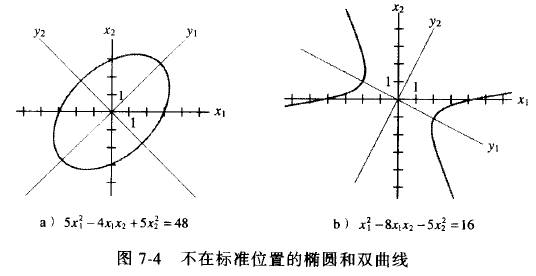 y₂ x₂ y₁
1
1 x₁
a） 5x₁² −4x₁x₂ +5x₂² =48
x₂ y₂
1 1 x₁
y₁
b） x₁² −8x₁x₂ −5x₂² =16
图 7-4 不在标准位置的椭圆和双曲线